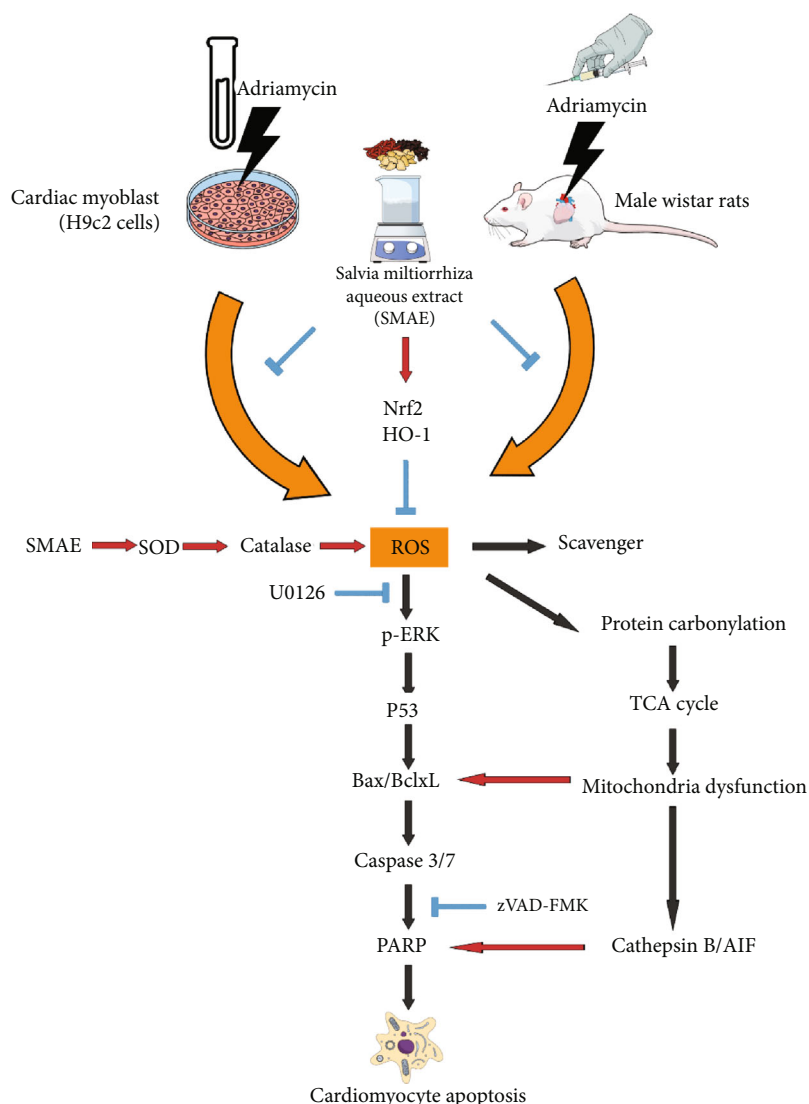 Adriamycin
Adriamycin
Cardiac myoblast
(H9c2 cells)
Male wistar rats
Salvia miltiorrhiza
aqueous extract
(SMAE)
Nrf2
HO-1
SMAE
SOD
Catalase
ROS
Scavenger
U0126
p-ERK
Protein carbonylation
P53
TCA cycle
Bax/BclxL
Mitochondria dysfunction
Caspase 3/7
zVAD-FMK
PARP
Cathepsin B/AIF
Cardiomyocyte apoptosis